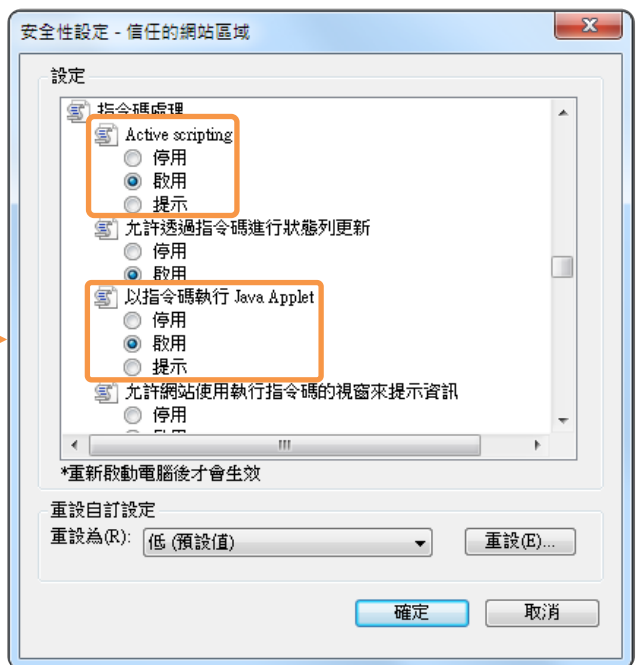 安全性設定 - 信任的網站區域
設定
指令碼處理
Active scripting
停用
啟用
提示
允許透過指令碼進行狀態列更新
停用
啟用
以指令碼執行 Java Applet
停用
啟用
提示
允許網站使用執行指令碼的視窗來提示資訊
停用
*重新啟動電腦後才會生效
重設自訂設定
重設為(R): 低 (預設值) 重設(E)...
確定 取消